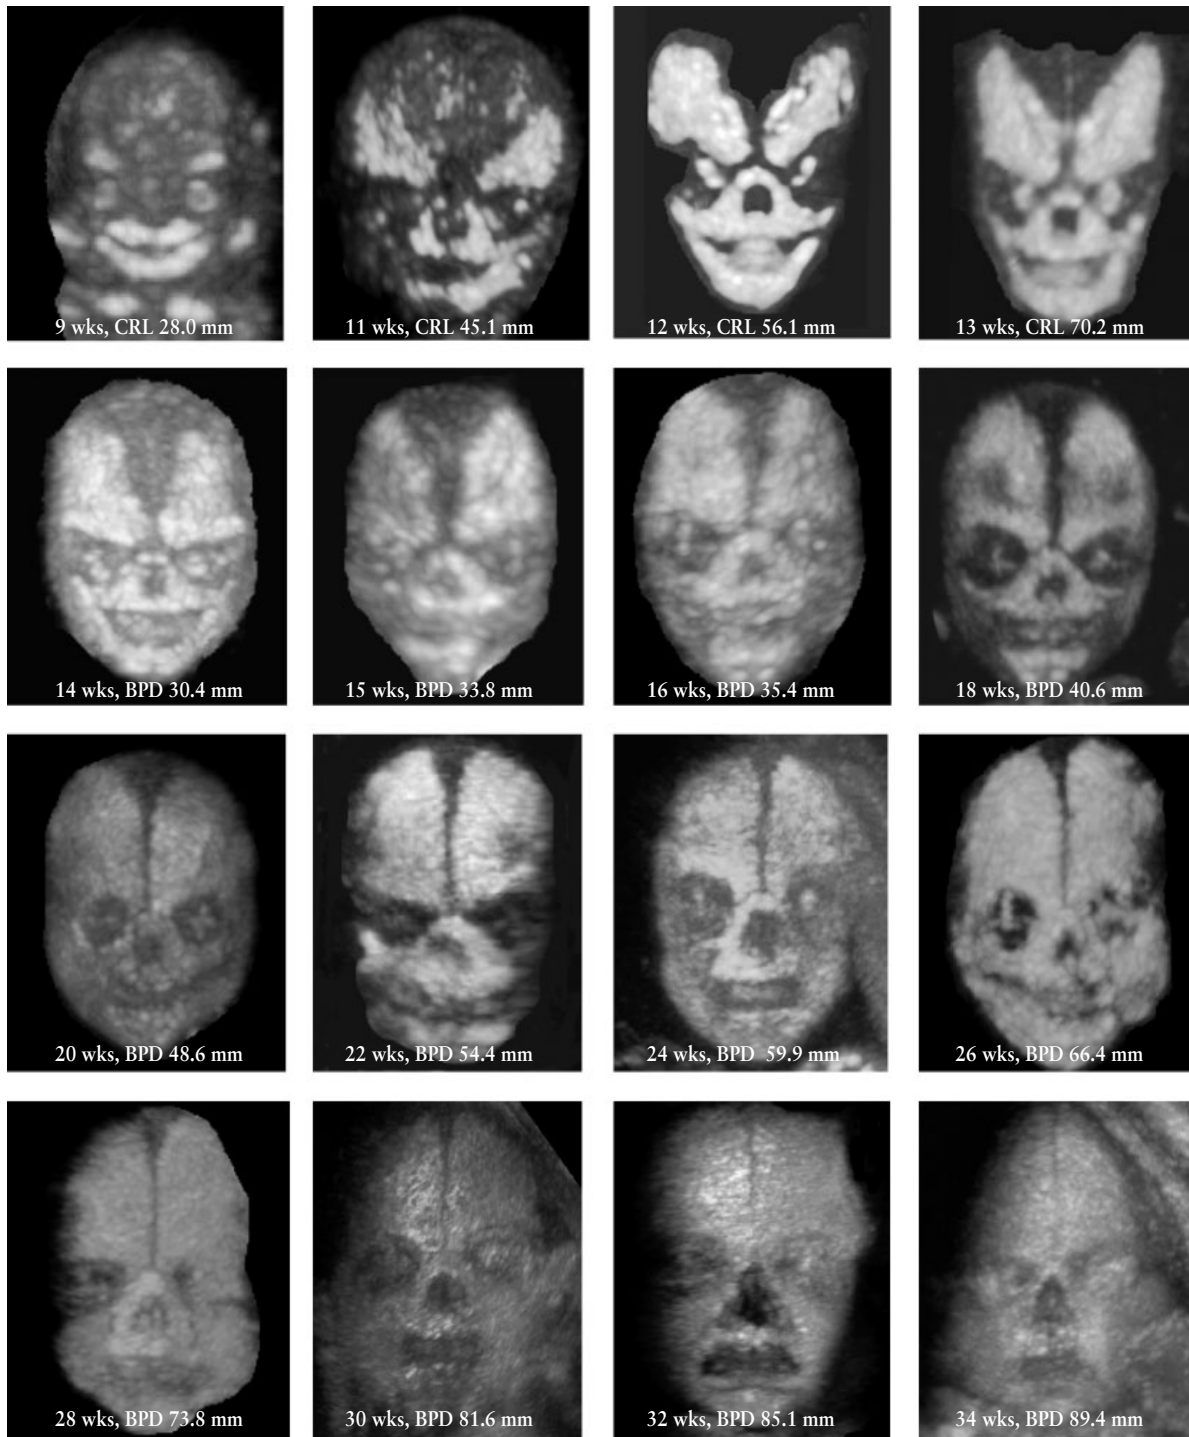 9 wks, CRL 28.0 mm
11 wks, CRL 45.1 mm
12 wks, CRL 56.1 mm
13 wks, CRL 70.2 mm
14 wks, BPD 30.4 mm
15 wks, BPD 33.8 mm
16 wks, BPD 35.4 mm
18 wks, BPD 40.6 mm
20 wks, BPD 48.6 mm
22 wks, BPD 54.4 mm
24 wks, BPD 59.9 mm
26 wks, BPD 66.4 mm
28 wks, BPD 73.8 mm
30 wks, BPD 81.6 mm
32 wks, BPD 85.1 mm
34 wks, BPD 89.4 mm